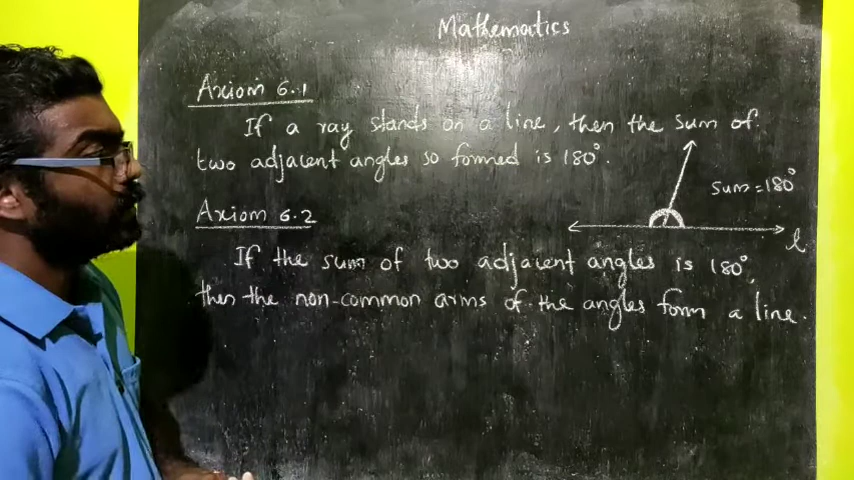 Mathematics
Axiom 6.1
If a ray stands on a line, then the sum of
two adjacent angles so formed is 180°.
Sum = 180°
Axiom 6.2
l
If the sum of two adjacent angles is 180°,
then the non-common arms of the angles form a line.